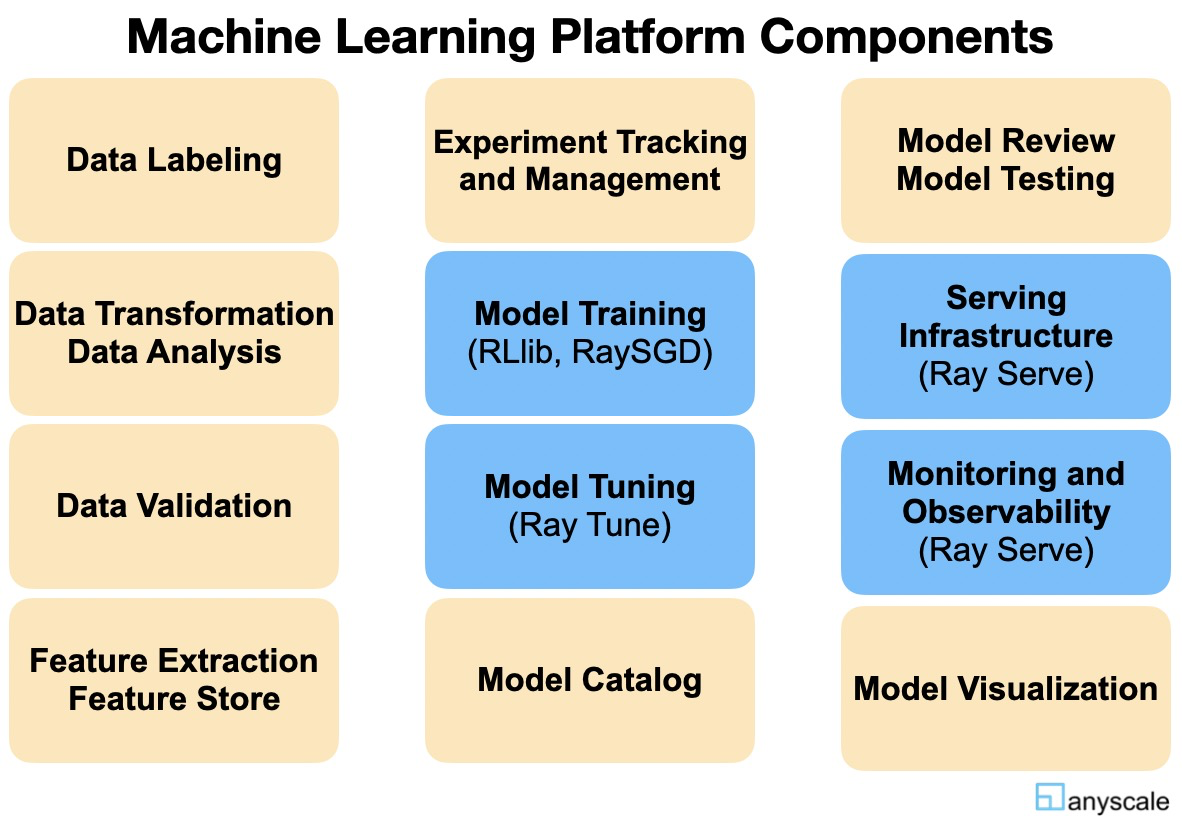 Machine Learning Platform Components
Data Labeling
Experiment Tracking
and Management
Model Review
Model Testing
Data Transformation
Data Analysis
Model Training
(RLlib, RaySGD)
Serving
Infrastructure
(Ray Serve)
Data Validation
Model Tuning
(Ray Tune)
Monitoring and
Observability
(Ray Serve)
Feature Extraction
Feature Store
Model Catalog
Model Visualization
anyscale